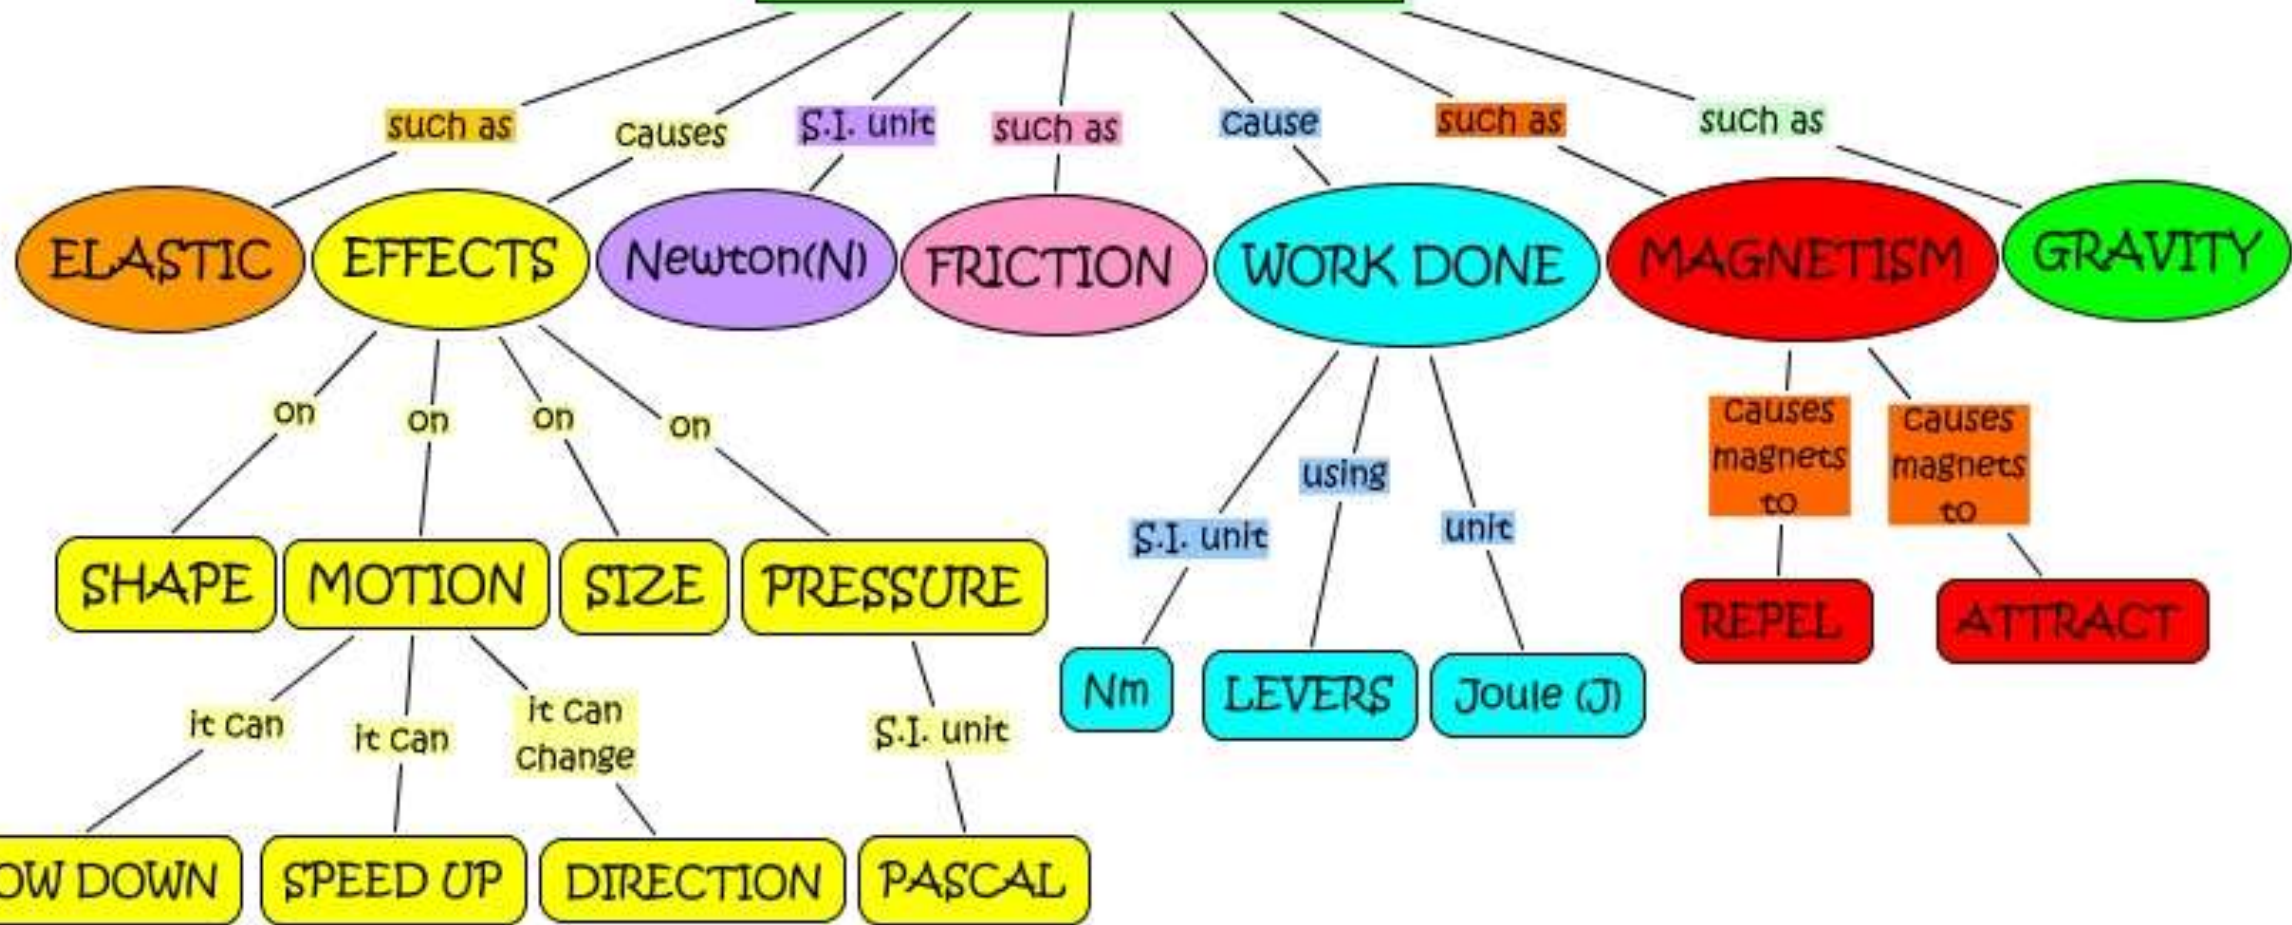 such as
causes
S.I. unit
such as
cause
such as
such as
ELASTIC
EFFECTS
Newton(N)
FRICTION
WORK DONE
MAGNETISM
GRAVITY
on
on
on
on
using
S.I. unit
unit
causes
magnets
to
causes
magnets
to
SHAPE
MOTION
SIZE
PRESSURE
Nm
LEVERS
Joule (J)
REPEL
ATTRACT
it can
it can
it can
change
S.I. unit
OW DOWN
SPEED UP
DIRECTION
PASCAL